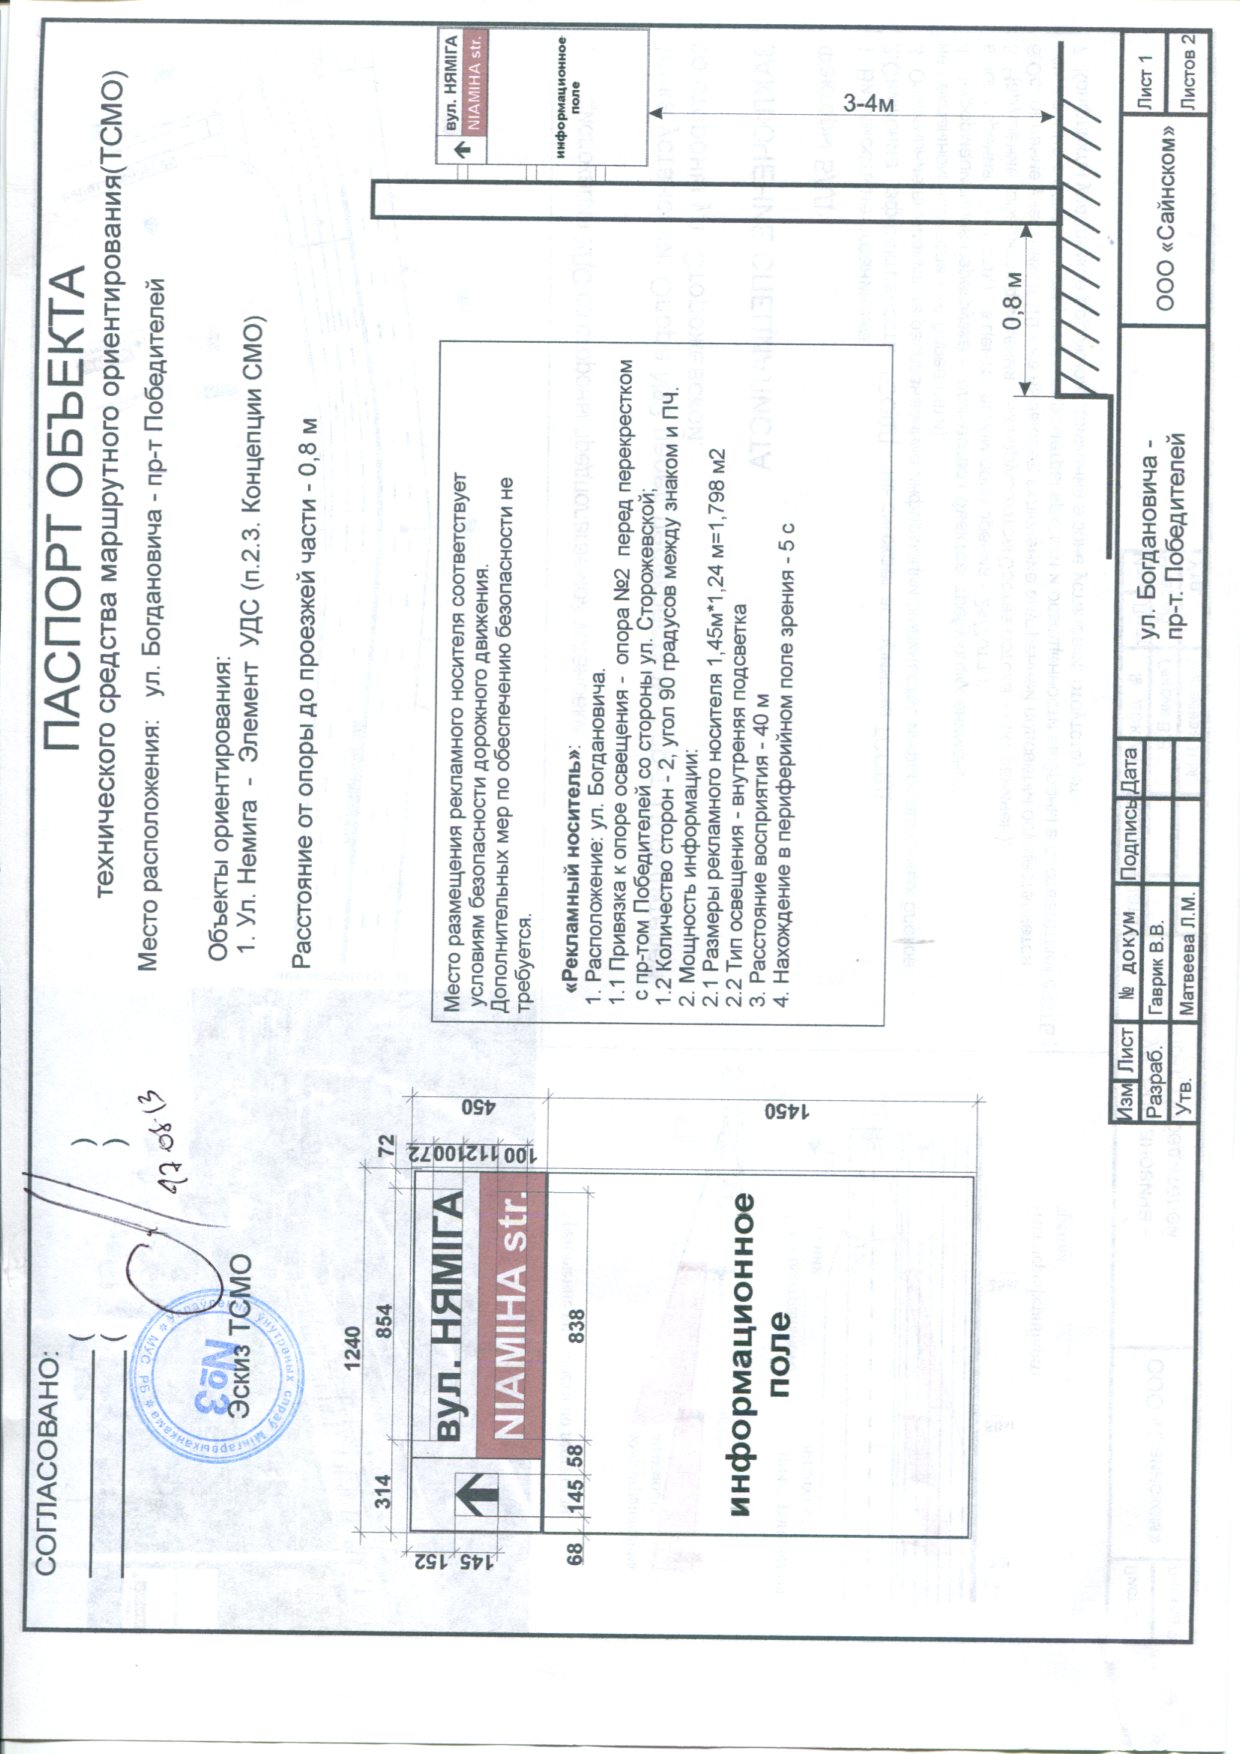 СОГЛАСОВАНО:
( )
( )
17 08.13
Эскиз ТСМО
№3
ПАСПОРТ ОБЪЕКТА
технического средства маршрутного ориентирования(ТСМО)
Место расположения: ул. Богдановича - пр-т Победителей
Объекты ориентирования:
1. Ул. Немига - Элемент УДС (п.2.3. Концепции СМО)
Расстояние от опоры до проезжей части - 0,8 м
1240
314 854 72
152 145
вул. НЯМІГА
NIAMIHA str.
72 100 112 100
450
68 145 58 838
информационное
поле
1450
Место размещения рекламного носителя соответствует
условиям безопасности дорожного движения.
Дополнительных мер по обеспечению безопасности не
требуется.
«Рекламный носитель»:
1. Расположение: ул. Богдановича.
1.1 Привязка к опоре освещения - опора №2 перед перекрестком
с пр-том Победителей со стороны ул. Сторожевской;
1.2 Количество сторон - 2, угол 90 градусов между знаком и ПЧ.
2. Мощность информации:
2.1 Размеры рекламного носителя 1,45м*1,24 м=1,798 м2
2.2 Тип освещения - внутреняя подсветка
3. Расстояние восприятия - 40 м
4. Нахождение в периферийном поле зрения - 5 с
вул. НЯМІГА
NIAMIHA str.
информационное
поле
3-4м
0,8 м
Изм Лист № докум Подпись Дата
Разраб. Гаврик В.В.
Утв. Матвеева Л.М.
ул. Богдановича -
пр-т. Победителей
ООО «Сайнском»
Лист 1
Листов 2